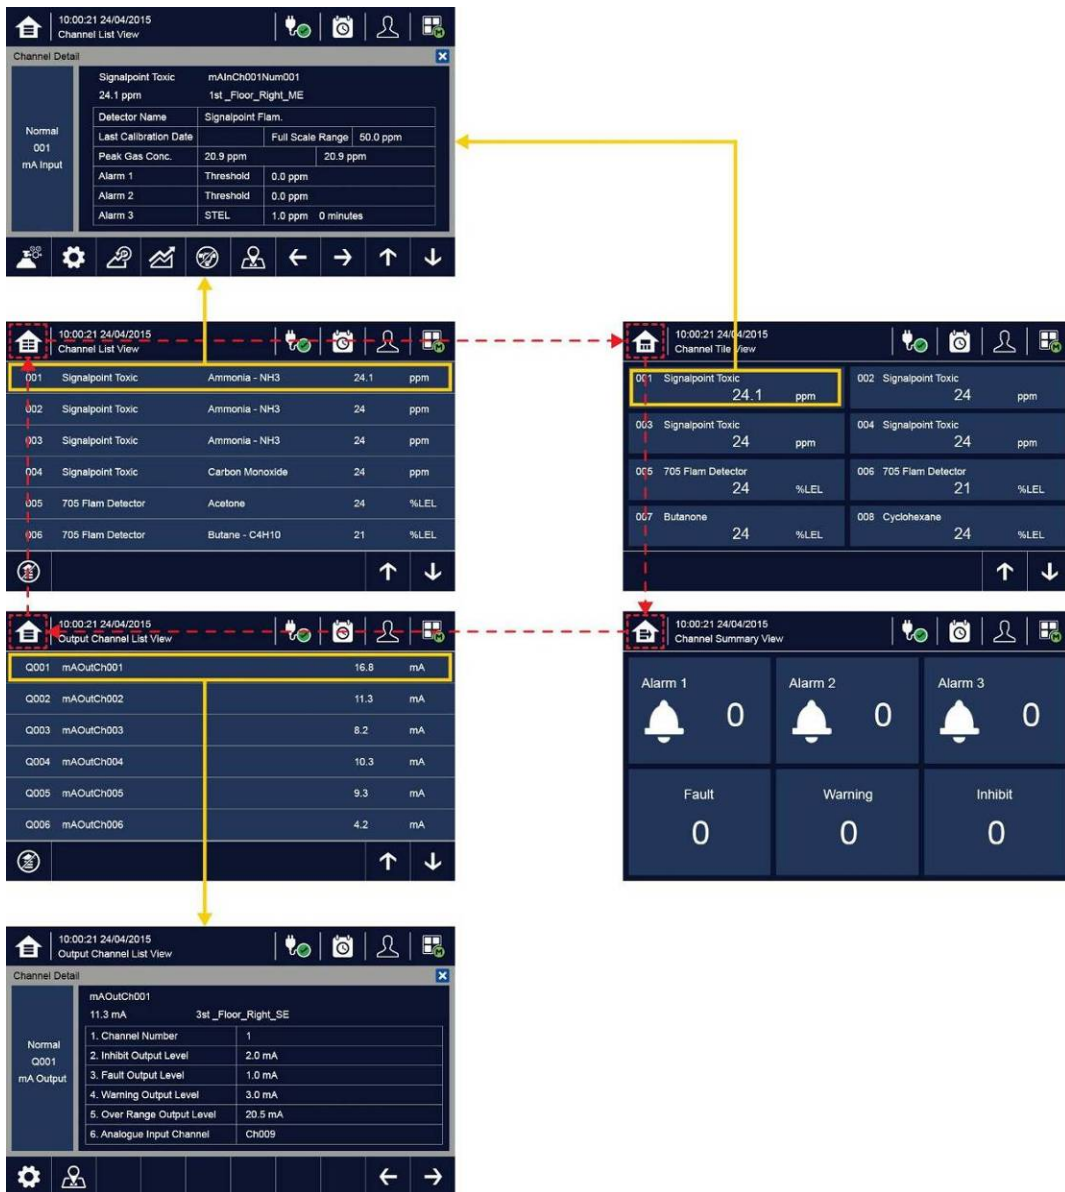 10:00:21 24/04/2015
Channel List View
Channel Detail
Normal
001
mA Input
Signalpoint Toxic mAInCh001Num001
24.1 ppm 1st _Floor_Right_ME
Detector Name Signalpoint Flam.
Last Calibration Date Full Scale Range 50.0 ppm
Peak Gas Conc. 20.9 ppm 20.9 ppm
Alarm 1 Threshold 0.0 ppm
Alarm 2 Threshold 0.0 ppm
Alarm 3 STEL 1.0 ppm 0 minutes
10:00:21 24/04/2015
Channel List View
001 Signalpoint Toxic Ammonia - NH3 24.1 ppm
002 Signalpoint Toxic Ammonia - NH3 24 ppm
003 Signalpoint Toxic Ammonia - NH3 24 ppm
004 Signalpoint Toxic Carbon Monoxide 24 ppm
005 705 Flam Detector Acetone 24 %LEL
006 705 Flam Detector Butane - C4H10 21 %LEL
10:00:21 24/04/2015
Channel Tile View
001 Signalpoint Toxic
24.1 ppm
002 Signalpoint Toxic
24 ppm
003 Signalpoint Toxic
24 ppm
004 Signalpoint Toxic
24 ppm
005 705 Flam Detector
24 %LEL
006 705 Flam Detector
21 %LEL
007 Butanone
24 %LEL
008 Cyclohexane
24 %LEL
10:00:21 24/04/2015
Output Channel List View
Q001 mAOutCh001 16.8 mA
Q002 mAOutCh002 11.3 mA
Q003 mAOutCh003 8.2 mA
Q004 mAOutCh004 10.3 mA
Q005 mAOutCh005 9.3 mA
Q006 mAOutCh006 4.2 mA
10:00:21 24/04/2015
Channel Summary View
Alarm 1
0
Alarm 2
0
Alarm 3
0
Fault
0
Warning
0
Inhibit
0
10:00:21 24/04/2015
Output Channel List View
Channel Detail
Normal
Q001
mA Output
mAOutCh001
11.3 mA 3st _Floor_Right_SE
1. Channel Number 1
2. Inhibit Output Level 2.0 mA
3. Fault Output Level 1.0 mA
4. Warning Output Level 3.0 mA
5. Over Range Output Level 20.5 mA
6. Analogue Input Channel Ch009